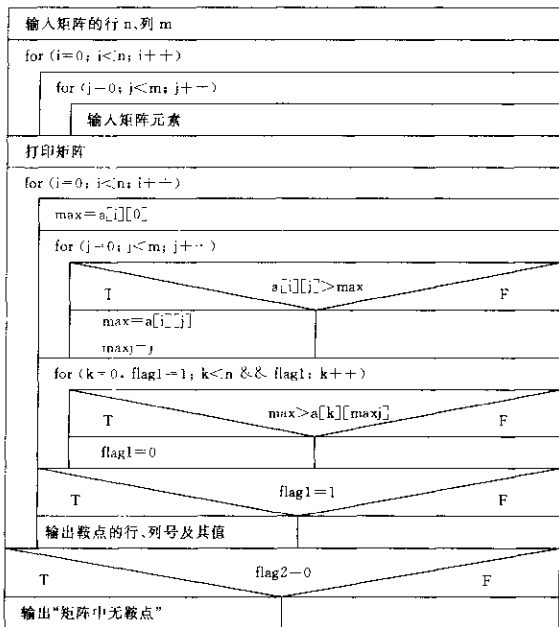 输入矩阵的行 n、列 m
for (i=0; i<n; i++)
for (j=0; j<m; j++)
输入矩阵元素
打印矩阵
for (i=0; i<n; i++)
max=a[i][0]
for (j=0; j<m; j++)
a[i][j]>max
T F
max=a[i][j]
maxj=j
for (k=0, flag1=1; k<n && flag1; k++)
max>a[k][maxj]
T F
flag1=0
flag1=1
T F
输出鞍点的行、列号及其值
flag2=0
T F
输出“矩阵中无鞍点”